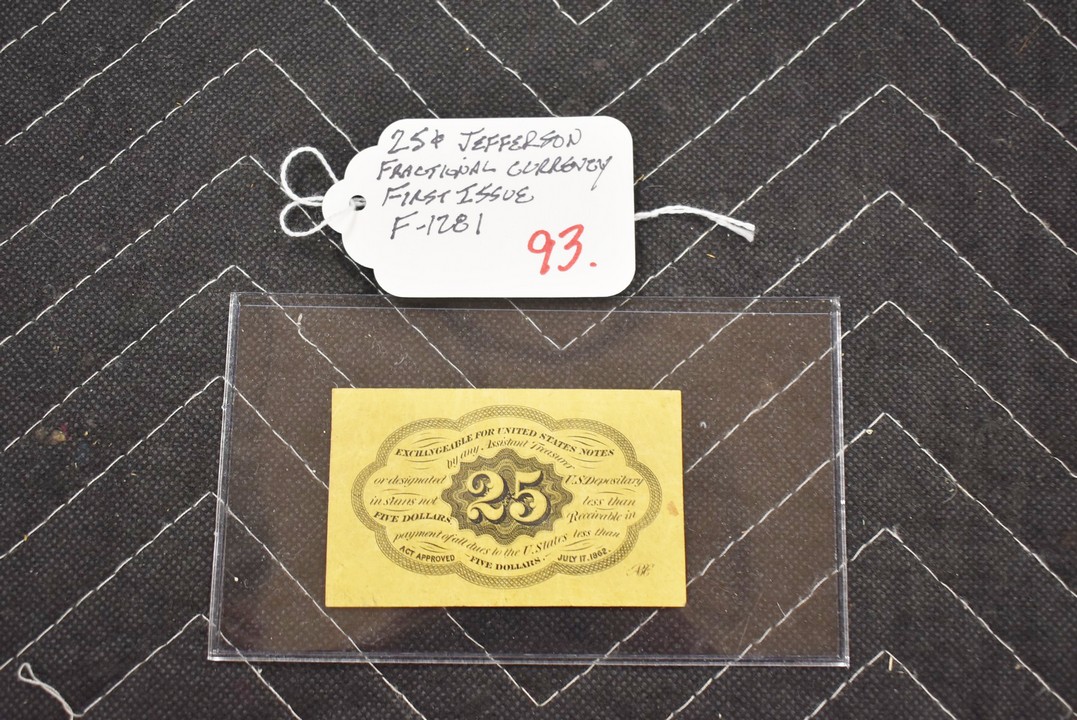 25¢ JEFFERSON
FRACTIONAL CURRENCY
FIRST ISSUE
F-1281
93.
EXCHANGEABLE FOR UNITED STATES NOTES
by any Assistant Treasurer
or designated U.S. Depositary
in sums not less than
FIVE DOLLARS Receivable in
payment of all dues to the U. States less than
FIVE DOLLARS.
ACT APPROVED JULY 17, 1862.
25